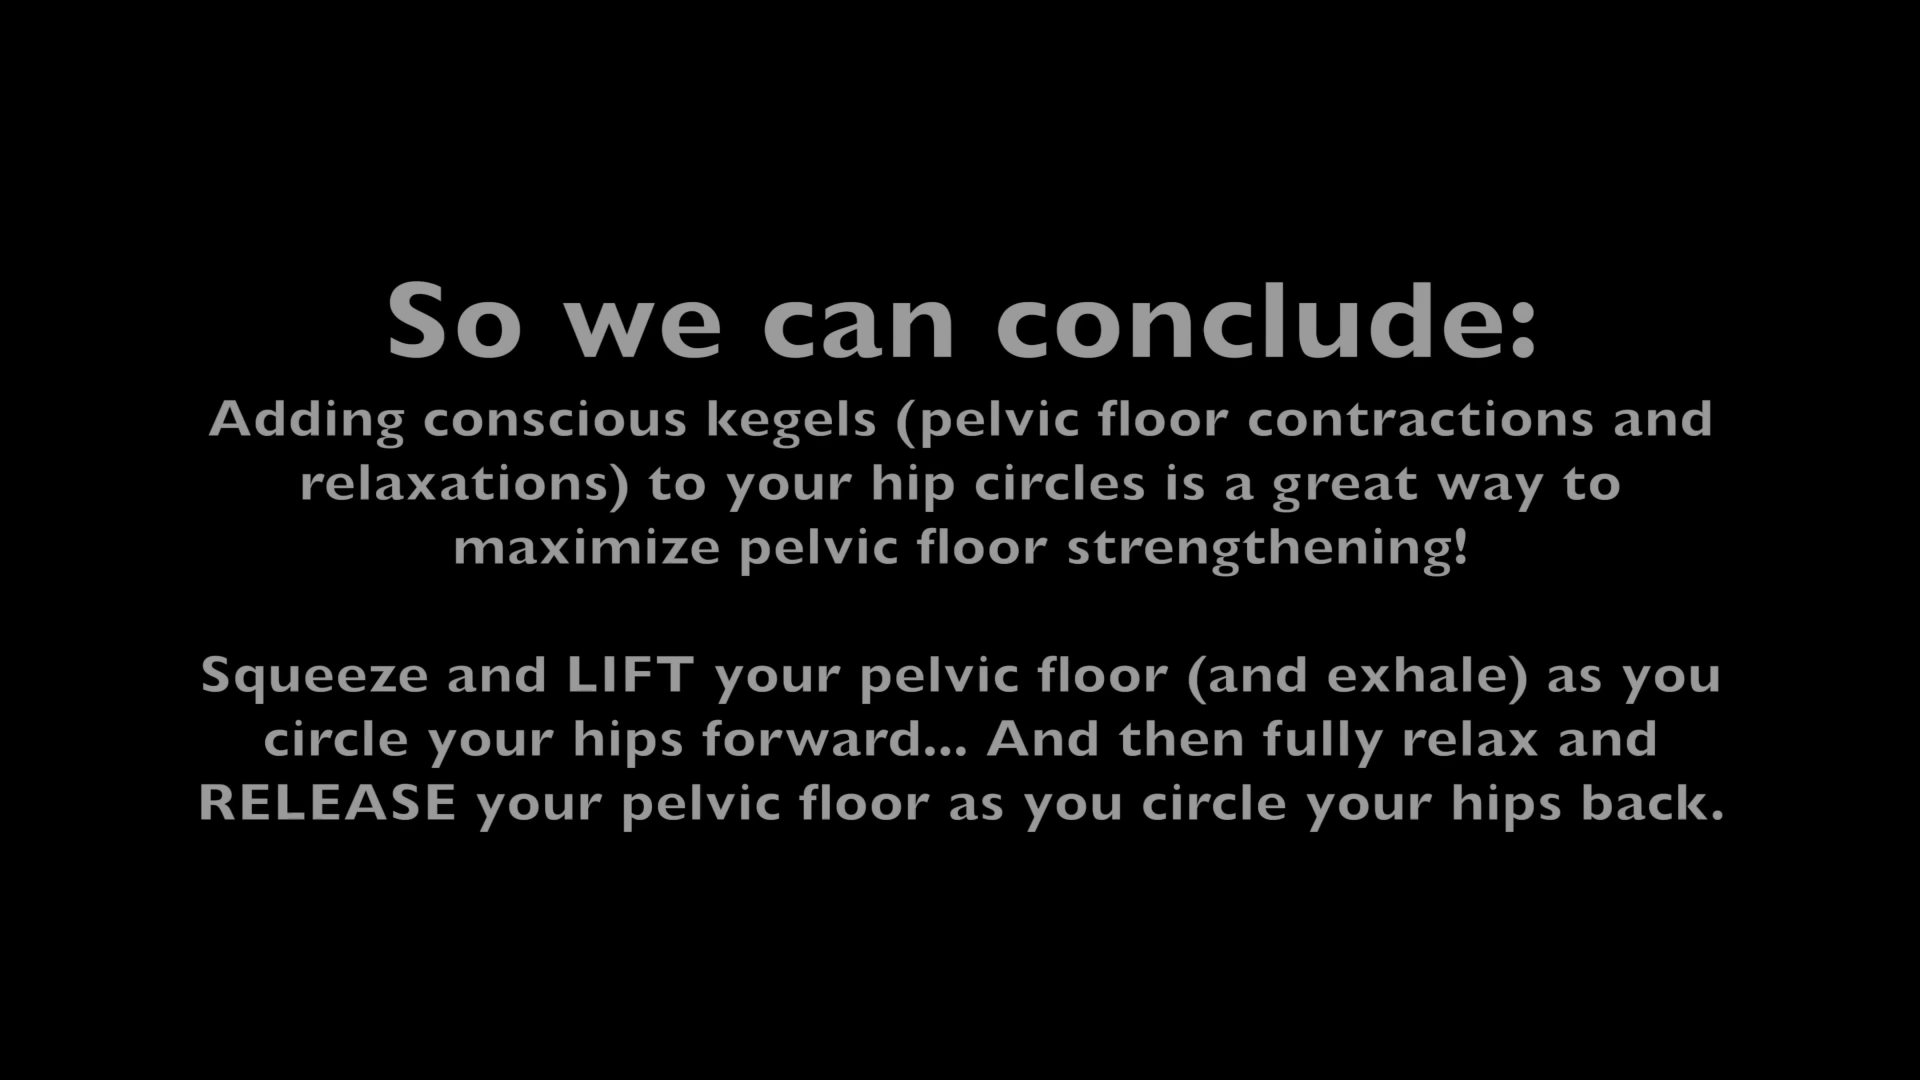 So we can conclude:
Adding conscious kegels (pelvic floor contractions and
relaxations) to your hip circles is a great way to
maximize pelvic floor strengthening!
Squeeze and LIFT your pelvic floor (and exhale) as you
circle your hips forward... And then fully relax and
RELEASE your pelvic floor as you circle your hips back.